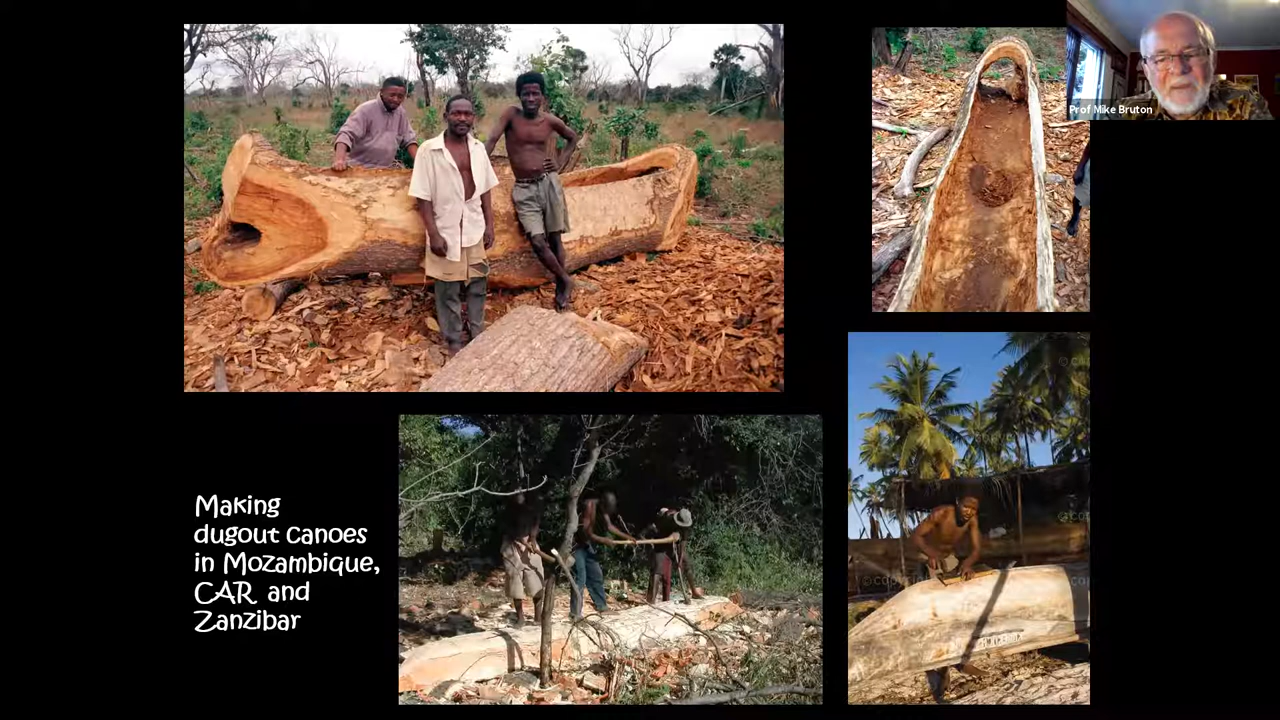 Prof Mike Bruton
Making
dugout canoes
in Mozambique,
CAR and
Zanzibar